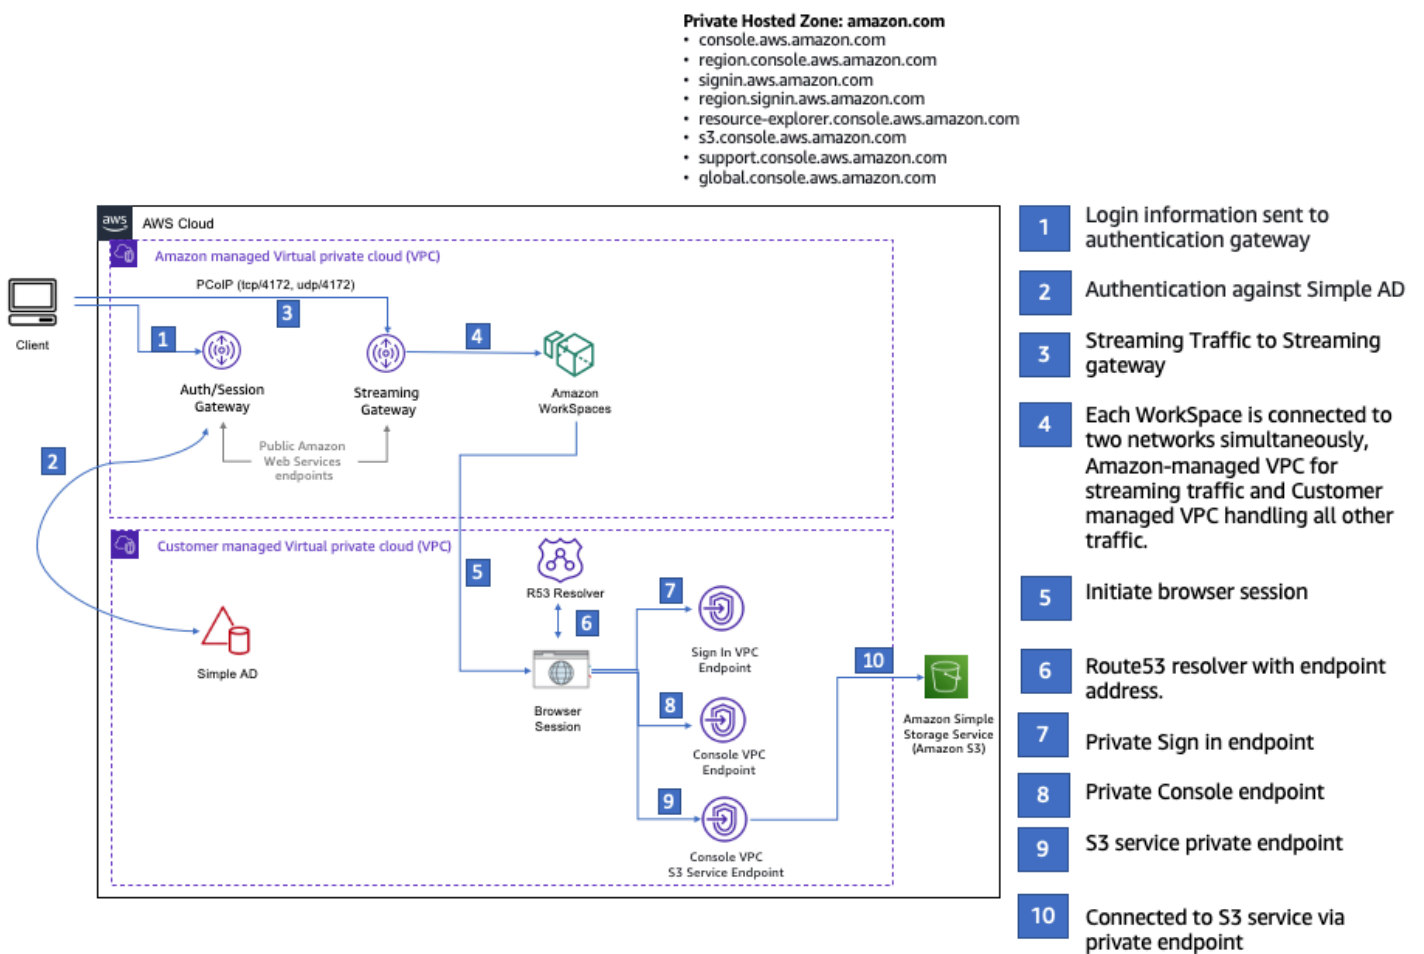 Private Hosted Zone: amazon.com
• console.aws.amazon.com
• region.console.aws.amazon.com
• signin.aws.amazon.com
• region.signin.aws.amazon.com
• resource-explorer.console.aws.amazon.com
• s3.console.aws.amazon.com
• support.console.aws.amazon.com
• global.console.aws.amazon.com
aws
AWS Cloud
Amazon managed Virtual private cloud (VPC)
PCoIP (tcp/4172, udp/4172)
3
1
4
Client
Auth/Session
Gateway
Streaming
Gateway
Amazon
WorkSpaces
Public Amazon
Web Services
endpoints
2
Customer managed Virtual private cloud (VPC)
5
R53 Resolver
6
7
Sign In VPC
Endpoint
Simple AD
Browser
Session
8
Console VPC
Endpoint
9
Console VPC
S3 Service Endpoint
10
Amazon Simple
Storage Service
(Amazon S3)
1
Login information sent to
authentication gateway
2
Authentication against Simple AD
3
Streaming Traffic to Streaming
gateway
4
Each WorkSpace is connected to
two networks simultaneously,
Amazon-managed VPC for
streaming traffic and Customer
managed VPC handling all other
traffic.
5
Initiate browser session
6
Route53 resolver with endpoint
address.
7
Private Sign in endpoint
8
Private Console endpoint
9
S3 service private endpoint
10
Connected to S3 service via
private endpoint